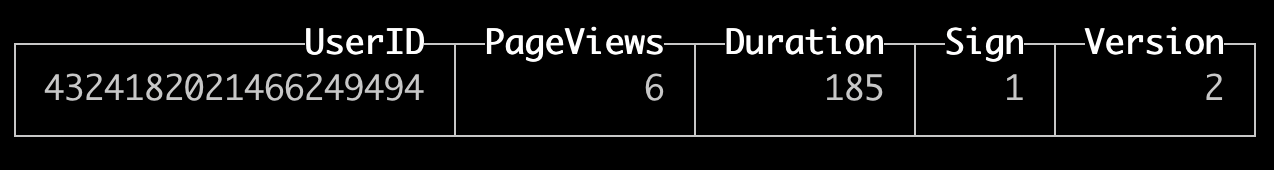 UserID PageViews Duration Sign Version
4324182021466249494 6 185 1 2